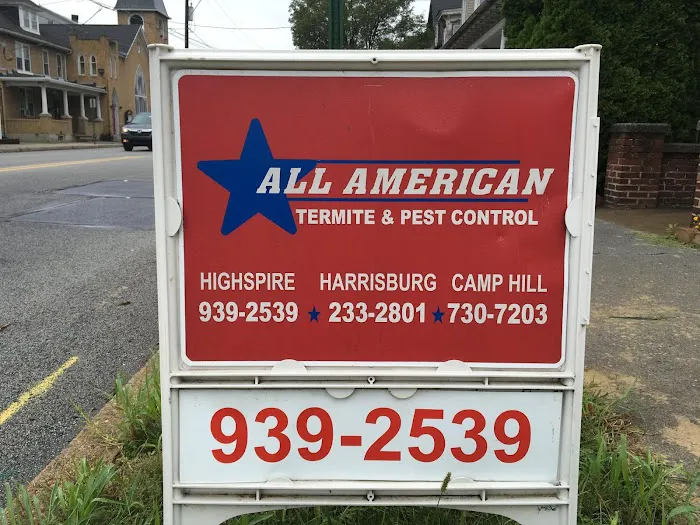 ALL AMERICAN
TERMITE & PEST CONTROL
HIGHSPIRE HARRISBURG CAMP HILL
939-2539 ★ 233-2801 ★ 730-7203
939-2539